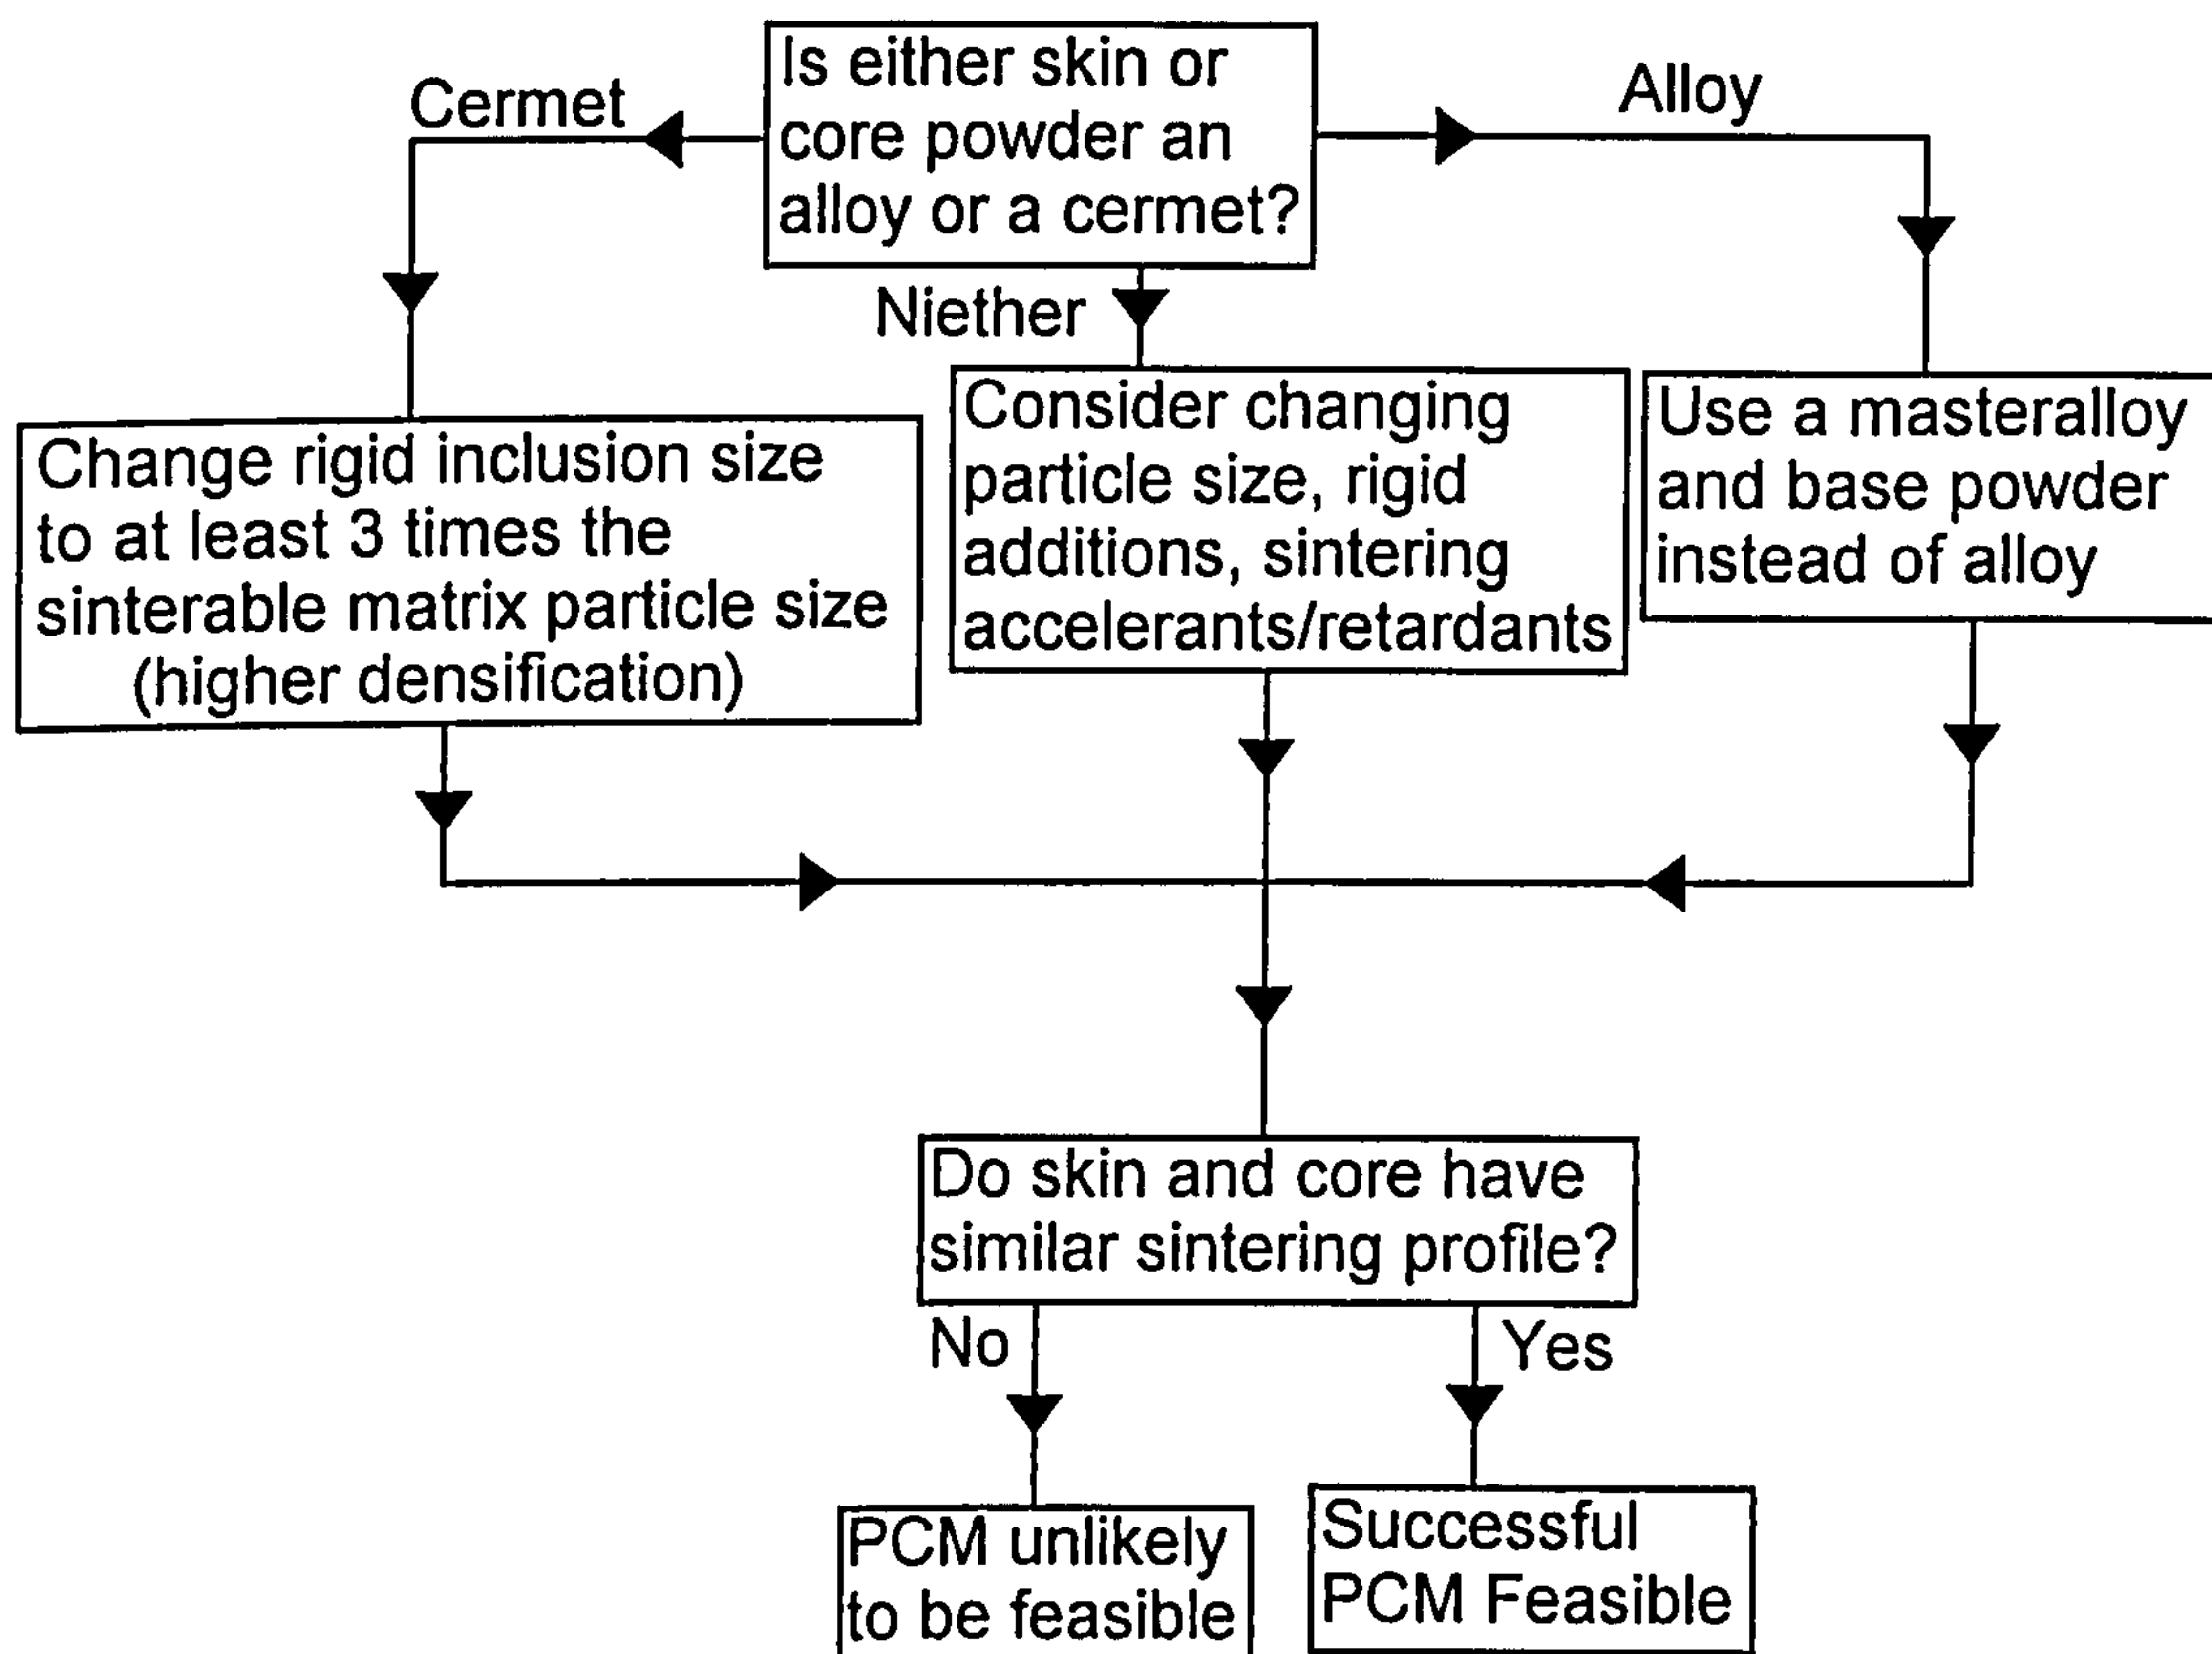 Is either skin or
core powder an
alloy or a cermet?
Cermet
Alloy
Niether
Change rigid inclusion size
to at least 3 times the
sinterable matrix particle size
(higher densification)
Consider changing
particle size, rigid
additions, sintering
accelerants/retardants
Use a masteralloy
and base powder
instead of alloy
Do skin and core have
similar sintering profile?
No
Yes
PCM unlikely
to be feasible
Successful
PCM Feasible